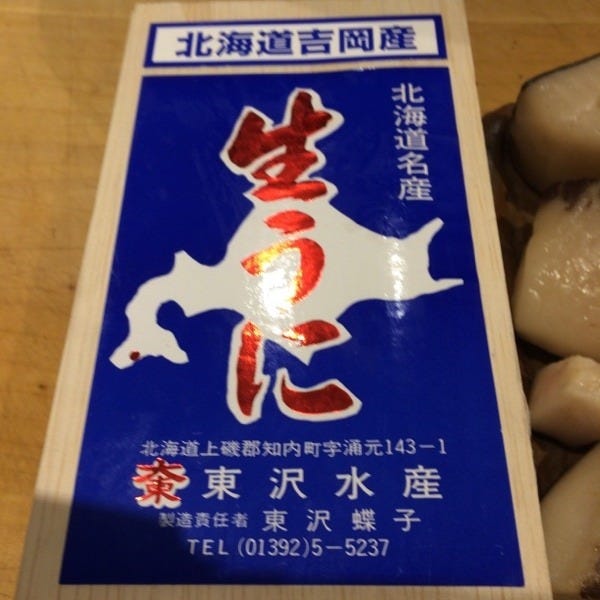 北海道吉岡産
北海道名産
生うに
北海道上磯郡知内町字涌元143-1
東沢水産
製造責任者 東沢蝶子
TEL (01392)5-5237